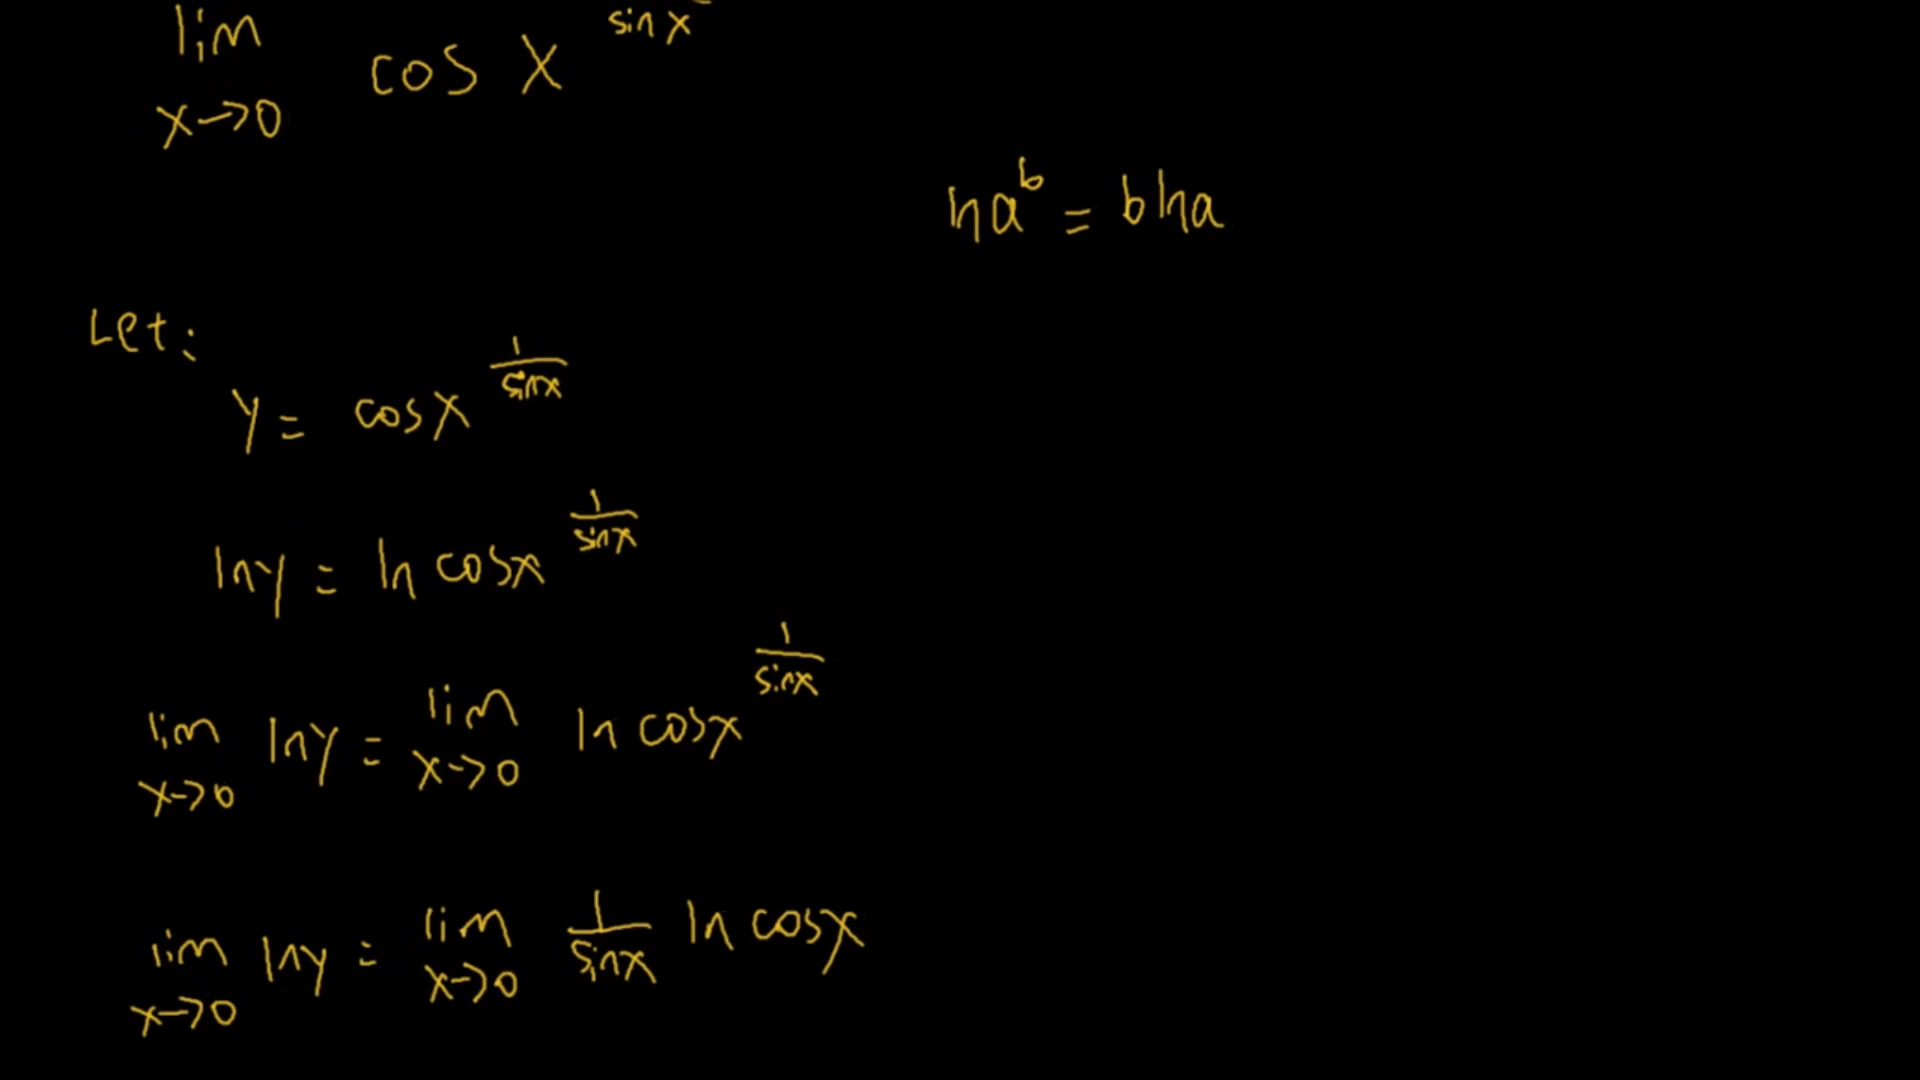 lim x→0 cos x^(sin x)
ln a^b = b ln a
Let:
y = cos x^(1/sin x)
ln y = ln cos x^(1/sin x)
lim x→0 ln y = lim x→0 ln cos x^(1/sin x)
lim x→0 ln y = lim x→0 1/sin x ln cos x